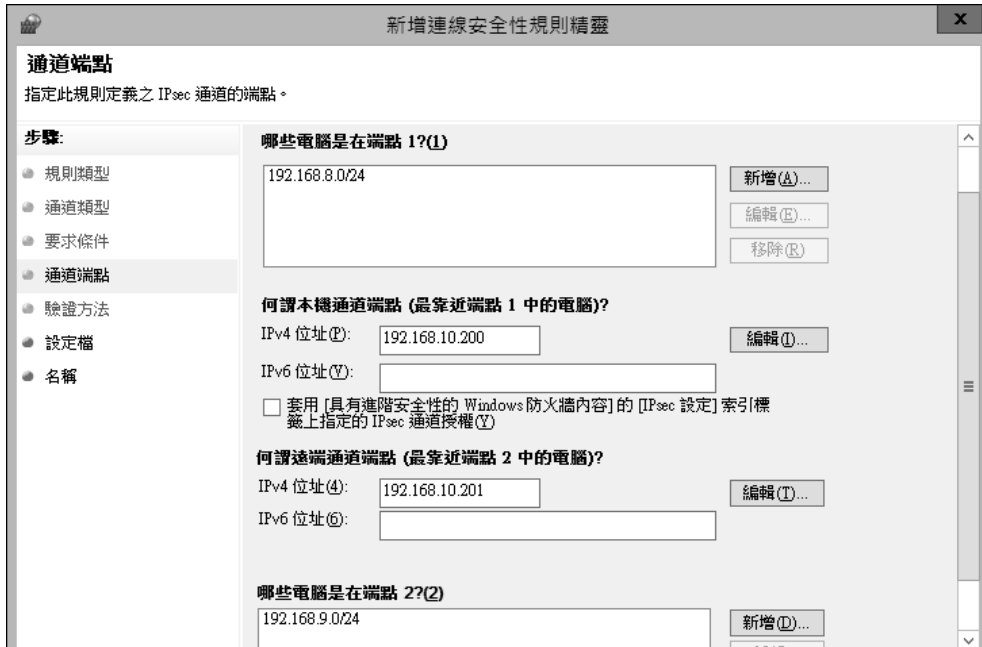 新增連線安全性規則精靈
x
通道端點
指定此規則定義之 IPsec 通道的端點。
步驟:
規則類型
通道類型
要求條件
通道端點
驗證方法
設定檔
名稱
哪些電腦是在端點 1?(1)
192.168.8.0/24
新增(A)...
編輯(E)...
移除(R)
何謂本機通道端點 (最靠近端點 1 中的電腦)?
IPv4 位址(P):
192.168.10.200
編輯(I)...
IPv6 位址(V):
套用 [具有進階安全性的 Windows 防火牆內容] 的 [IPsec 設定] 索引標
籤上指定的 IPsec 通道授權(Y)
何謂遠端通道端點 (最靠近端點 2 中的電腦)?
IPv4 位址(4):
192.168.10.201
編輯(T)...
IPv6 位址(6):
哪些電腦是在端點 2?(2)
192.168.9.0/24
新增(D)...